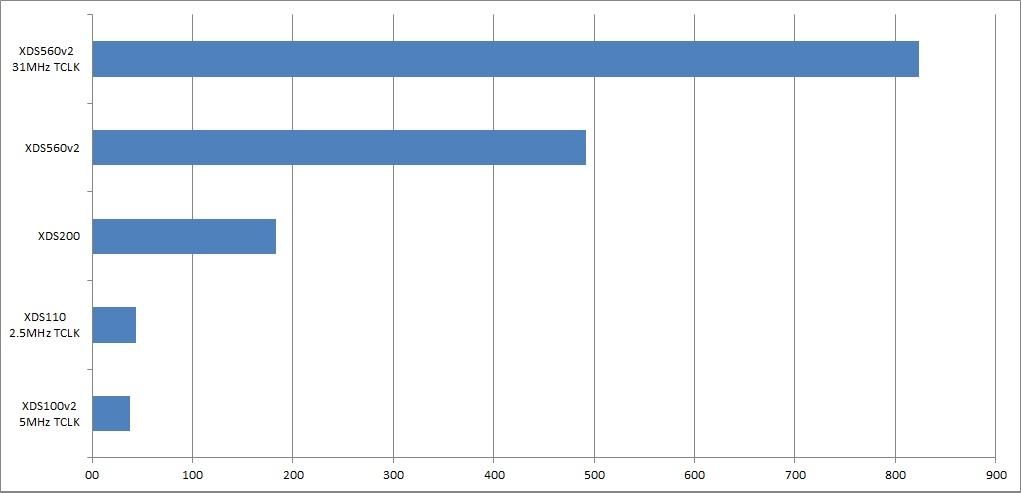 XDS560v2
31MHz TCLK
XDS560v2
XDS200
XDS110
2.5MHz TCLK
XDS100v2
5MHz TCLK
00 100 200 300 400 500 600 700 800 900